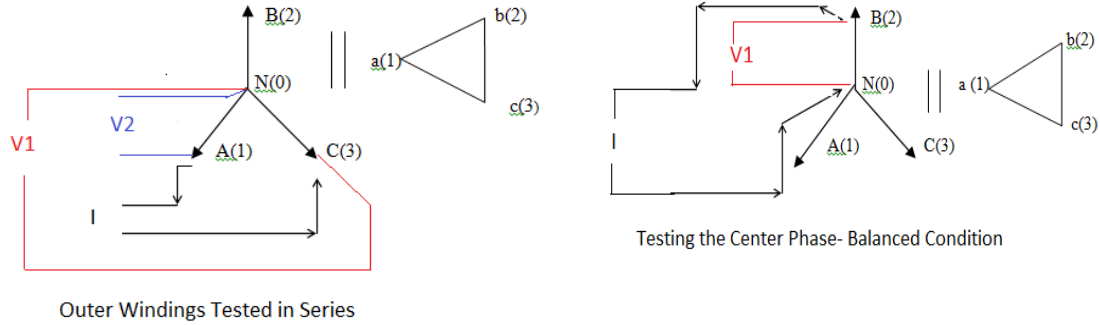 B(2)
b(2)
a(1)
N(0)
c(3)
V2
V1
A(1)
C(3)
I
Outer Windings Tested in Series
B(2)
V1
b(2)
N(0)
a (1)
I
c(3)
A(1)
C(3)
Testing the Center Phase- Balanced Condition